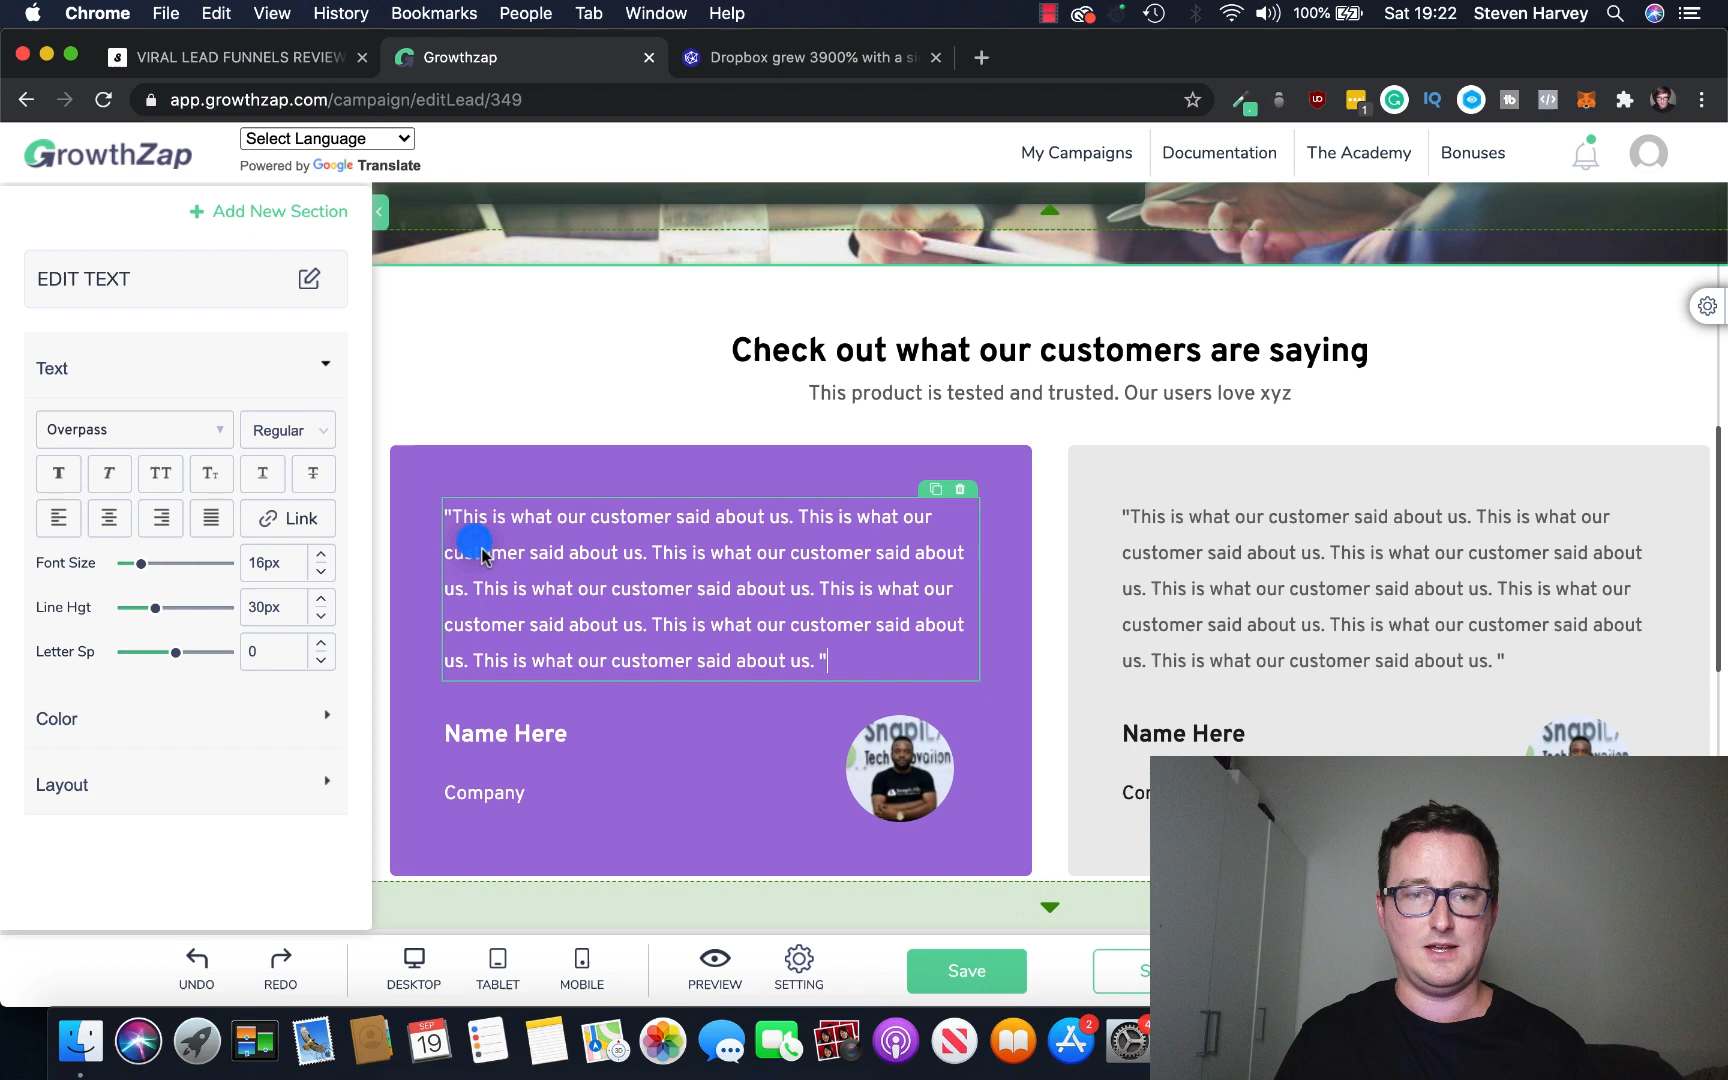 Chrome File Edit View History Bookmarks People Tab Window Help
100% Sat 19:22 Steven Harvey
VIRAL LEAD FUNNELS REVIEW
Growthzap
Dropbox grew 3900% with a si
app.growthzap.com/campaign/editLead/349
GrowthZap
Select Language
Powered by Google Translate
My Campaigns
Documentation
The Academy
Bonuses
Add New Section
EDIT TEXT
Text
Overpass
Regular
Link
Font Size 16px
Line Hgt 30px
Letter Sp 0
Color
Layout
Check out what our customers are saying
This product is tested and trusted. Our users love xyz
"This is what our customer said about us. This is what our
customer said about us. This is what our customer said about
us. This is what our customer said about us. This is what our
customer said about us. This is what our customer said about
us. This is what our customer said about us. "
Name Here
Company
"This is what our customer said about us. This is what our
customer said about us. This is what our customer said about
us. This is what our customer said about us. This is what our
customer said about us. This is what our customer said about
us. This is what our customer said about us. "
Name Here
Cor
UNDO
REDO
DESKTOP
TABLET
MOBILE
PREVIEW
SETTING
Save
S
SEP
19
2
4